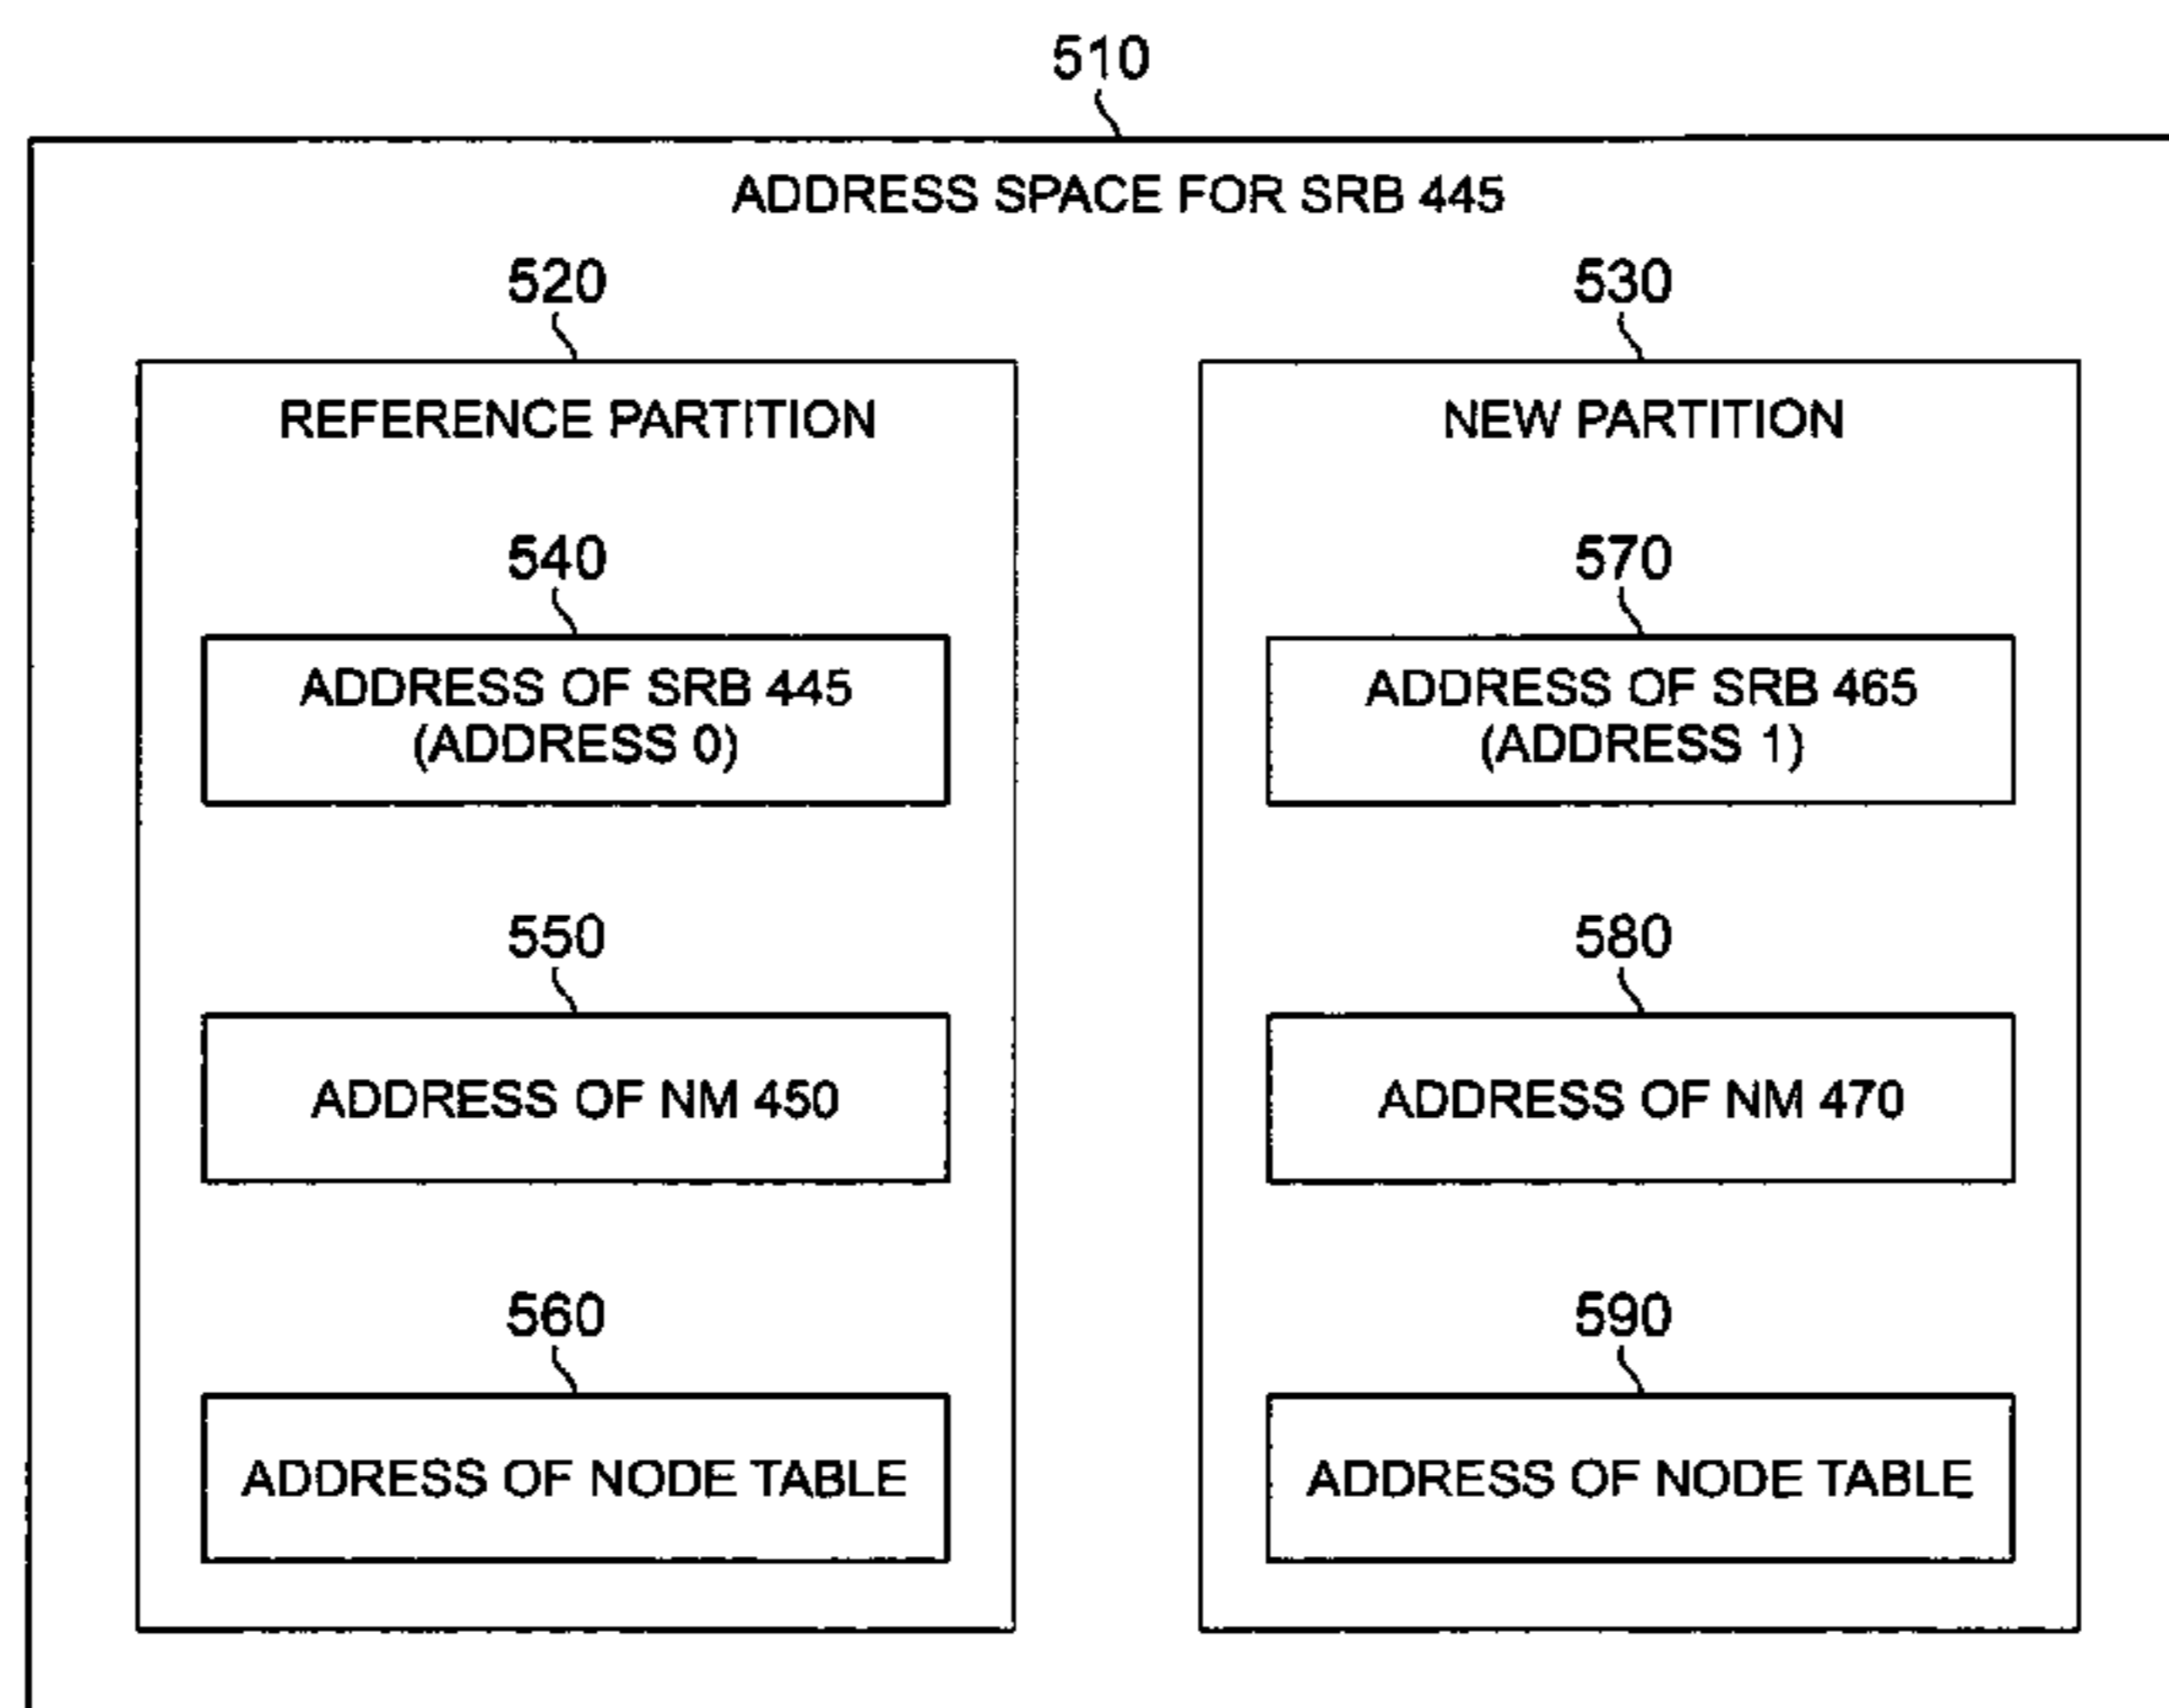 510
ADDRESS SPACE FOR SRB 445
520
REFERENCE PARTITION
540
ADDRESS OF SRB 445
(ADDRESS 0)
550
ADDRESS OF NM 450
560
ADDRESS OF NODE TABLE
530
NEW PARTITION
570
ADDRESS OF SRB 465
(ADDRESS 1)
580
ADDRESS OF NM 470
590
ADDRESS OF NODE TABLE